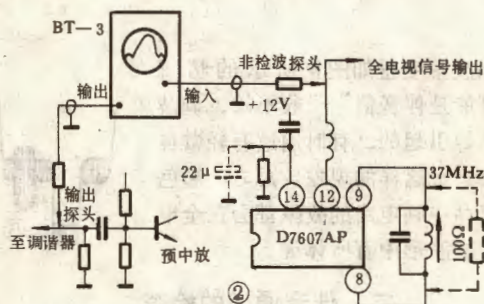 BT—3
非检波探头
全电视信号输出
输出
输入
+12V
22μ
14
12
9
37MHz
100Ω
输出
探头
至调谐器
预中放
D7607AP
8
②